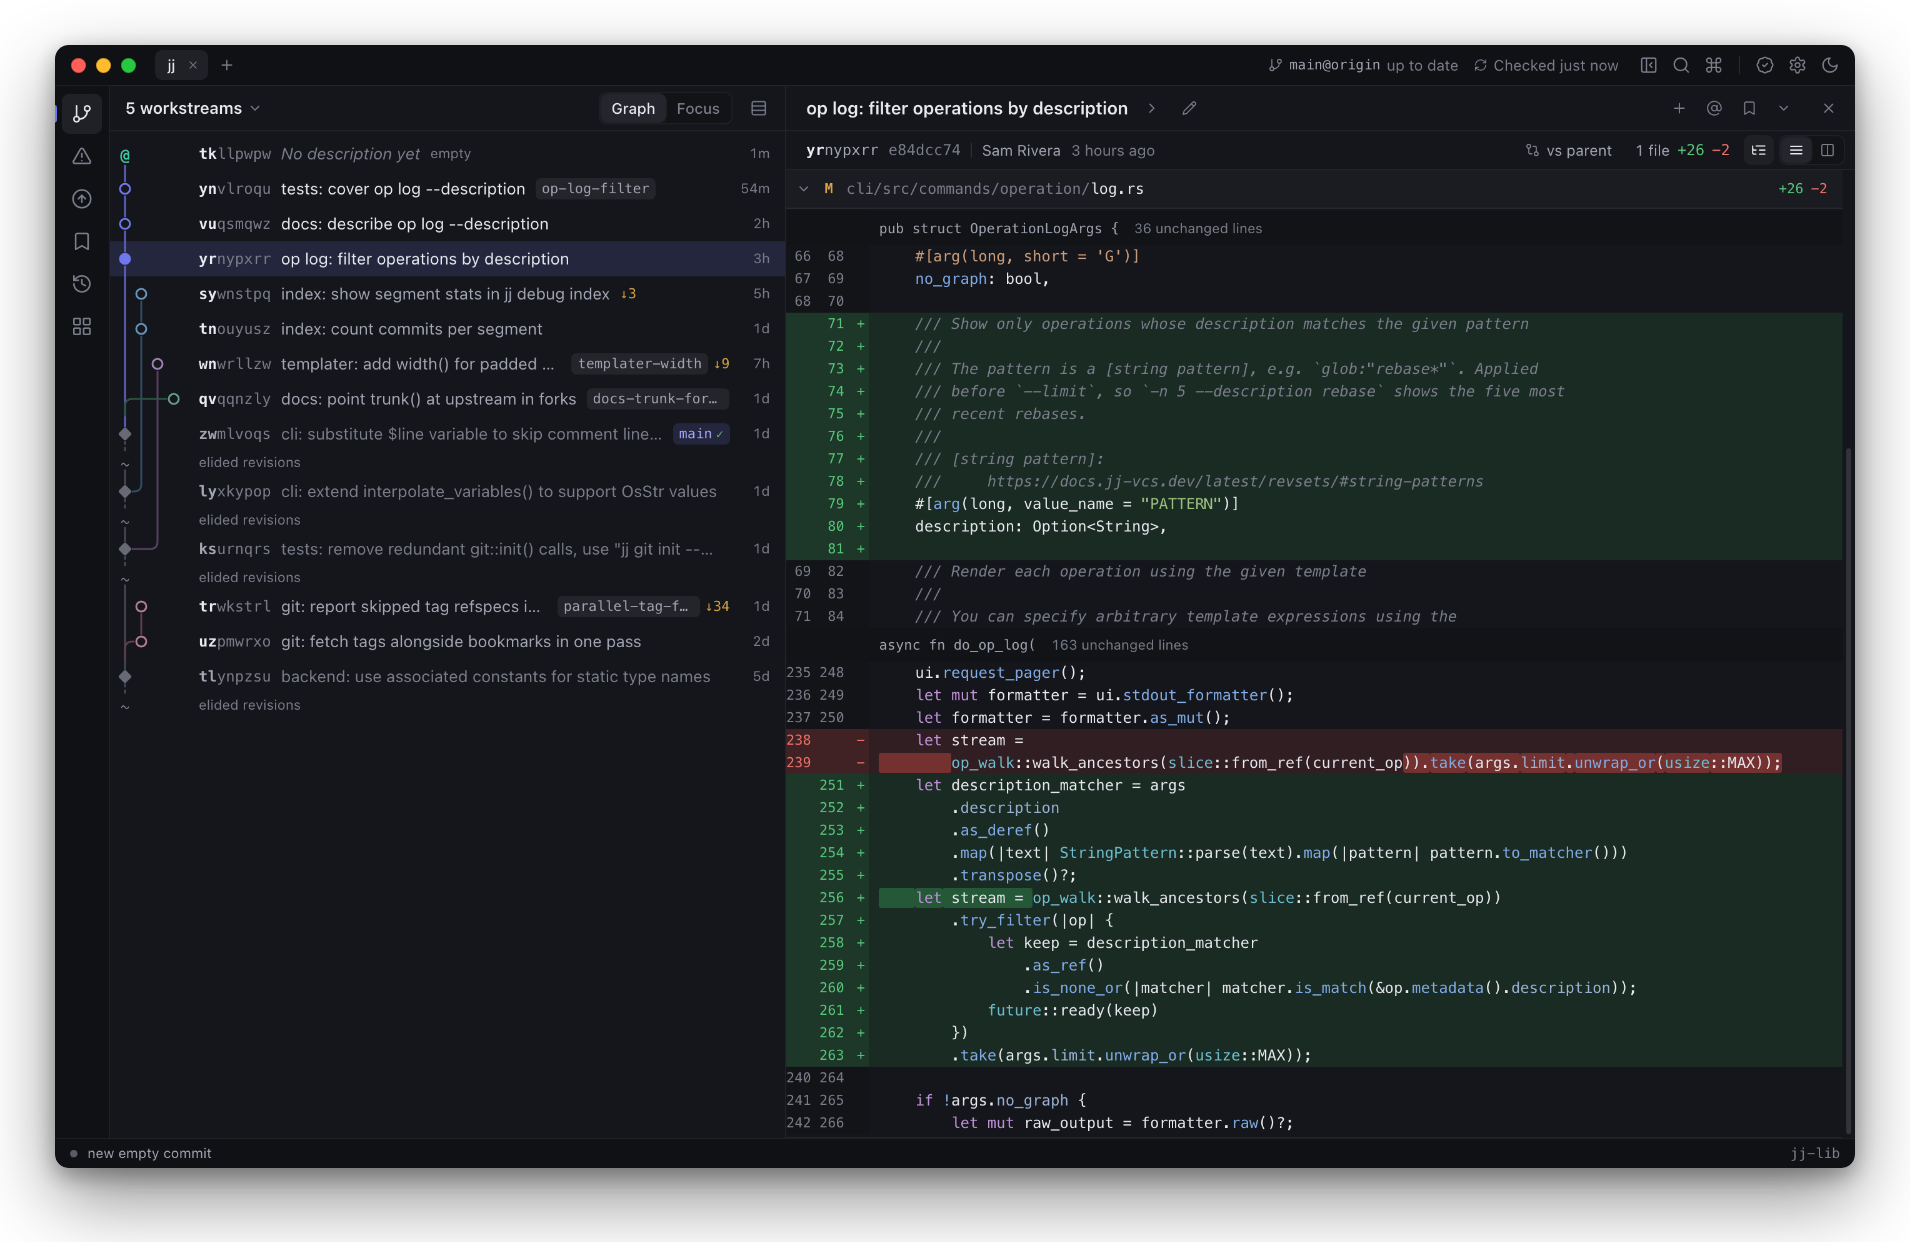 jj
main@origin up to date Checked just now
5 workstreams
Graph Focus
@ tkllpwpw No description yet empty 1m
ynvlroqu tests: cover op log --description op-log-filter 54m
vuqsmqwz docs: describe op log --description 2h
yrnypxrr op log: filter operations by description 3h
sywnstpq index: show segment stats in jj debug index ↓3 5h
tnouyusz index: count commits per segment 1d
wnwrllzw templater: add width() for padded ... templater-width ↓9 7h
qvqqnzly docs: point trunk() at upstream in forks docs-trunk-for… 1d
zwmlvoqs cli: substitute $line variable to skip comment line... main ✓ 1d
~ elided revisions
lyxkypop cli: extend interpolate_variables() to support OsStr values 1d
~ elided revisions
ksurnqrs tests: remove redundant git::init() calls, use "jj git init --... 1d
~ elided revisions
trwkstrl git: report skipped tag refspecs i... parallel-tag-f… ↓34 1d
uzpmwrxo git: fetch tags alongside bookmarks in one pass 2d
tlynpzsu backend: use associated constants for static type names 5d
~ elided revisions
op log: filter operations by description
yrnypxrr e84dcc74 Sam Rivera 3 hours ago vs parent 1 file +26 −2
M cli/src/commands/operation/log.rs +26 −2
pub struct OperationLogArgs { 36 unchanged lines
66 68 #[arg(long, short = 'G')]
67 69 no_graph: bool,
68 70
71 + /// Show only operations whose description matches the given pattern
72 + ///
73 + /// The pattern is a [string pattern], e.g. `glob:"rebase*"`. Applied
74 + /// before `--limit`, so `-n 5 --description rebase` shows the five most
75 + /// recent rebases.
76 + ///
77 + /// [string pattern]:
78 + ///     https://docs.jj-vcs.dev/latest/revsets/#string-patterns
79 + #[arg(long, value_name = "PATTERN")]
80 + description: Option<String>,
81 +
69 82 /// Render each operation using the given template
70 83 ///
71 84 /// You can specify arbitrary template expressions using the
async fn do_op_log( 163 unchanged lines
235 248 ui.request_pager();
236 249 let mut formatter = ui.stdout_formatter();
237 250 let formatter = formatter.as_mut();
238 − let stream =
239 − op_walk::walk_ancestors(slice::from_ref(current_op)).take(args.limit.unwrap_or(usize::MAX));
251 + let description_matcher = args
252 + .description
253 + .as_deref()
254 + .map(|text| StringPattern::parse(text).map(|pattern| pattern.to_matcher()))
255 + .transpose()?;
256 + let stream = op_walk::walk_ancestors(slice::from_ref(current_op))
257 + .try_filter(|op| {
258 + let keep = description_matcher
259 + .as_ref()
260 + .is_none_or(|matcher| matcher.is_match(&op.metadata().description));
261 + future::ready(keep)
262 + })
263 + .take(args.limit.unwrap_or(usize::MAX));
240 264
241 265 if !args.no_graph {
242 266 let mut raw_output = formatter.raw()?;
new empty commit
jj-lib